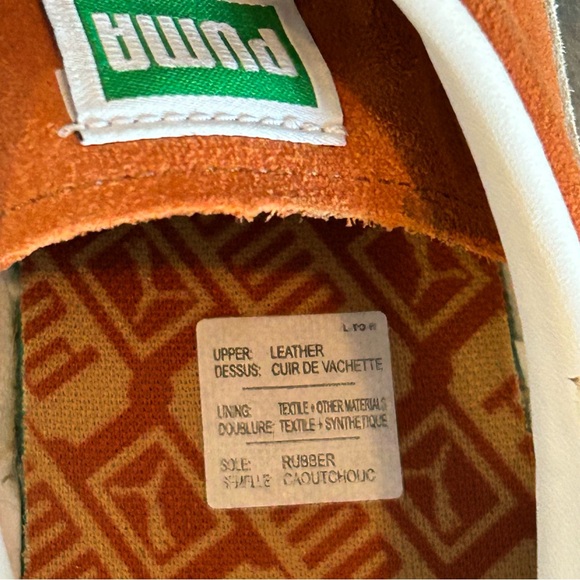 PUMA
UPPER: LEATHER
DESSUS: CUIR DE VACHETTE
LINING: TEXTILE + OTHER MATERIALS
DOUBLURE: TEXTILE + SYNTHETIQUE
SOLE: RUBBER
SEMELLE: CAOUTCHOUC